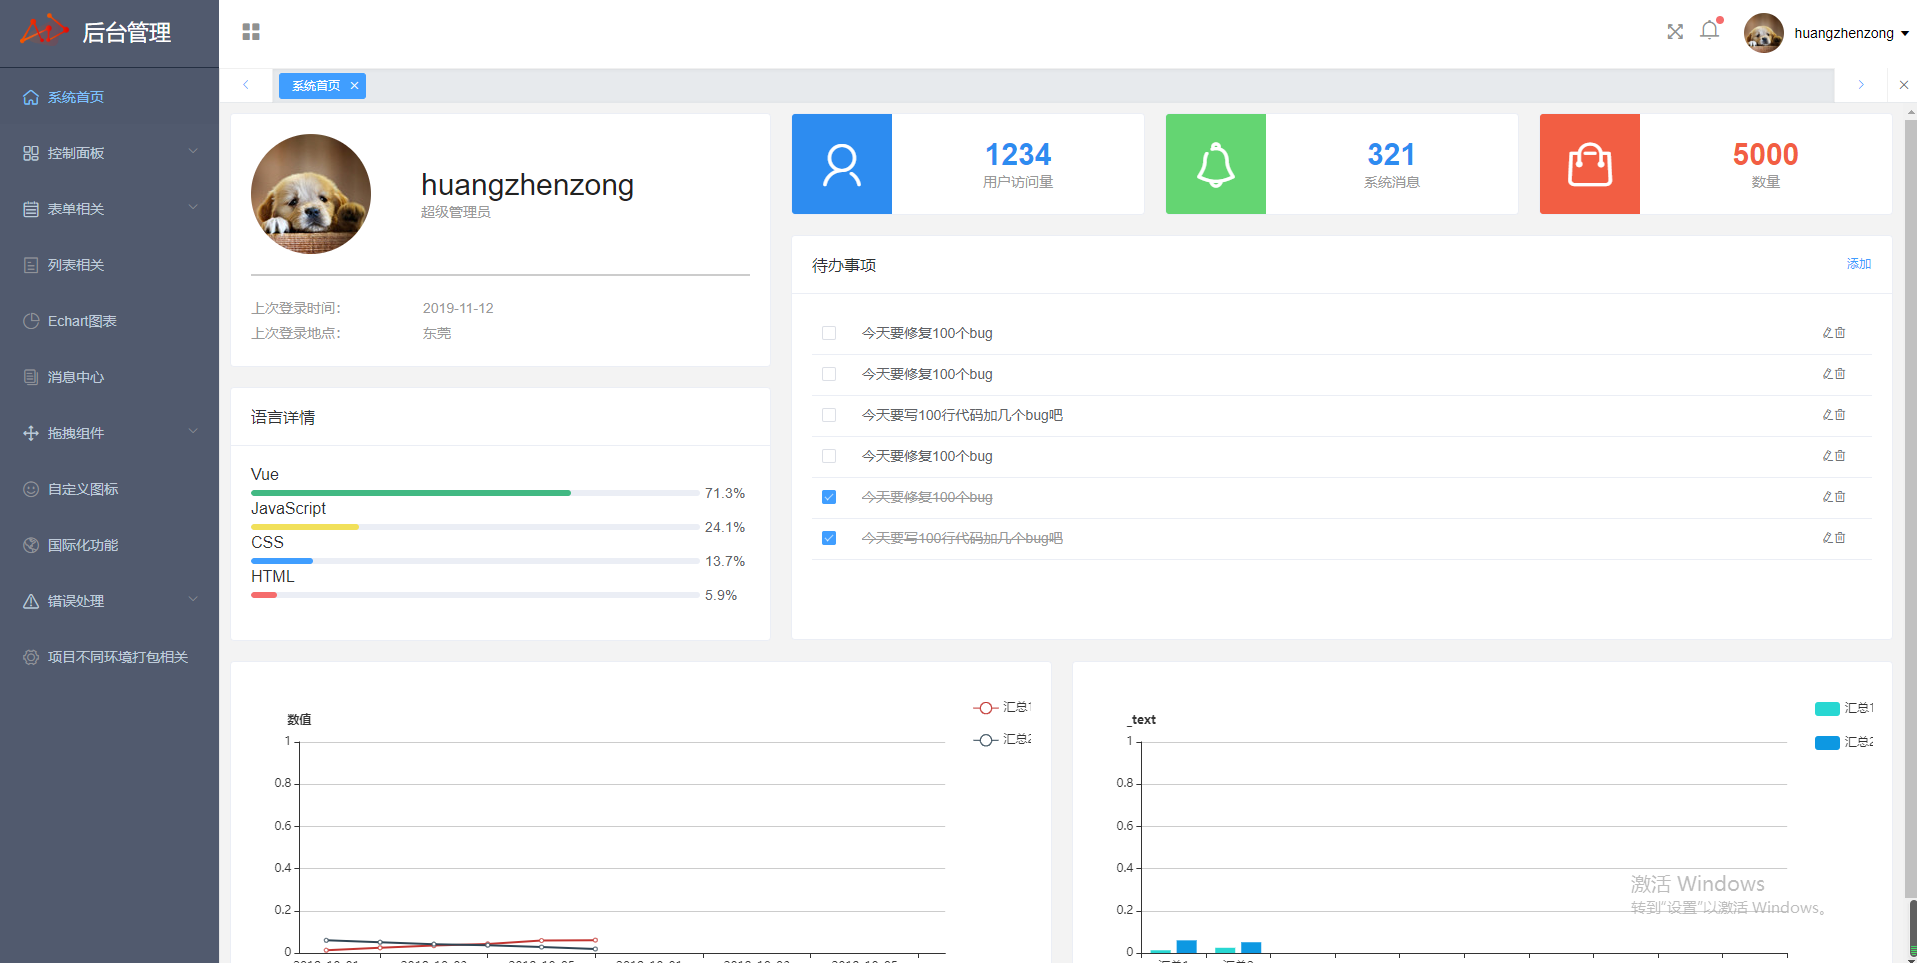 后台管理
huangzhenzong
系统首页
控制面板
表单相关
列表相关
Echart图表
消息中心
拖拽组件
自定义图标
国际化功能
错误处理
项目不同环境打包相关
系统首页
huangzhenzong
超级管理员
上次登录时间:
2019-11-12
上次登录地点:
东莞
1234
用户访问量
321
系统消息
5000
数量
语言详情
Vue
71.3%
JavaScript
24.1%
CSS
13.7%
HTML
5.9%
待办事项
添加
今天要修复100个bug
今天要修复100个bug
今天要写100行代码加几个bug吧
今天要修复100个bug
今天要修复100个bug
今天要写100行代码加几个bug吧
数值
汇总1
汇总2
1
0.8
0.6
0.4
0.2
0
_text
汇总1
汇总2
1
0.8
0.6
0.4
0.2
0
激活 Windows
转到“设置”以激活 Windows。